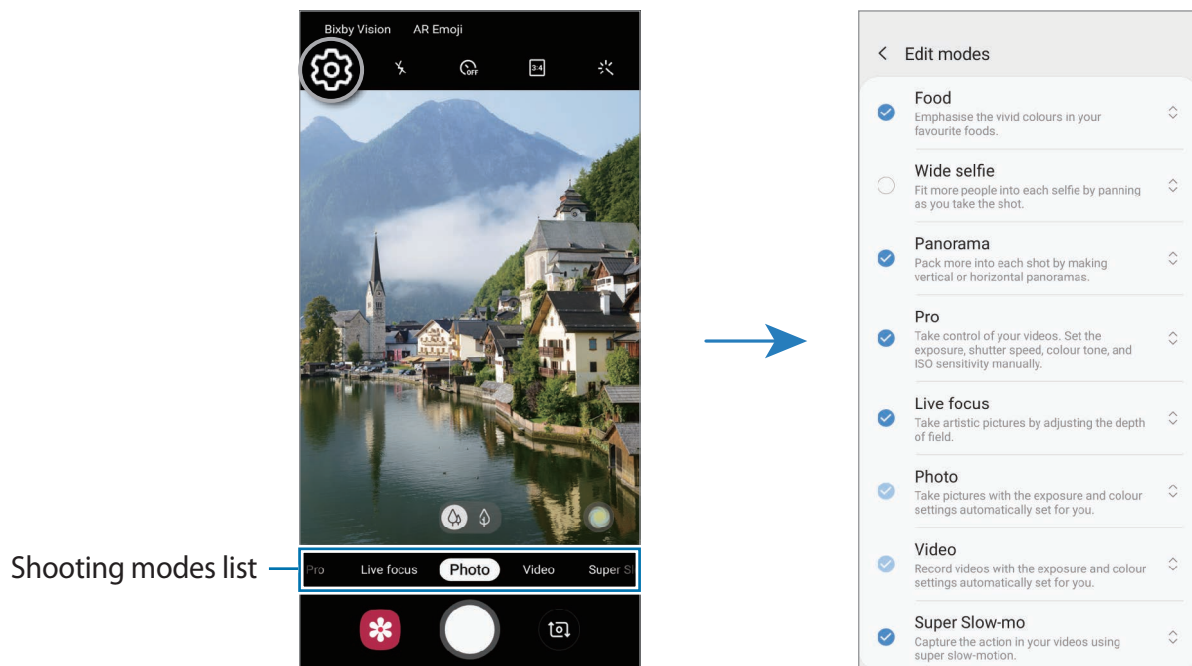 Bixby Vision AR Emoji
OFF 3:4
Shooting modes list
Pro Live focus Photo Video Super Sl
Edit modes
Food
Emphasise the vivid colours in your
favourite foods.
Wide selfie
Fit more people into each selfie by panning
as you take the shot.
Panorama
Pack more into each shot by making
vertical or horizontal panoramas.
Pro
Take control of your videos. Set the
exposure, shutter speed, colour tone, and
ISO sensitivity manually.
Live focus
Take artistic pictures by adjusting the depth
of field.
Photo
Take pictures with the exposure and colour
settings automatically set for you.
Video
Record videos with the exposure and colour
settings automatically set for you.
Super Slow-mo
Capture the action in your videos using
super slow-motion.